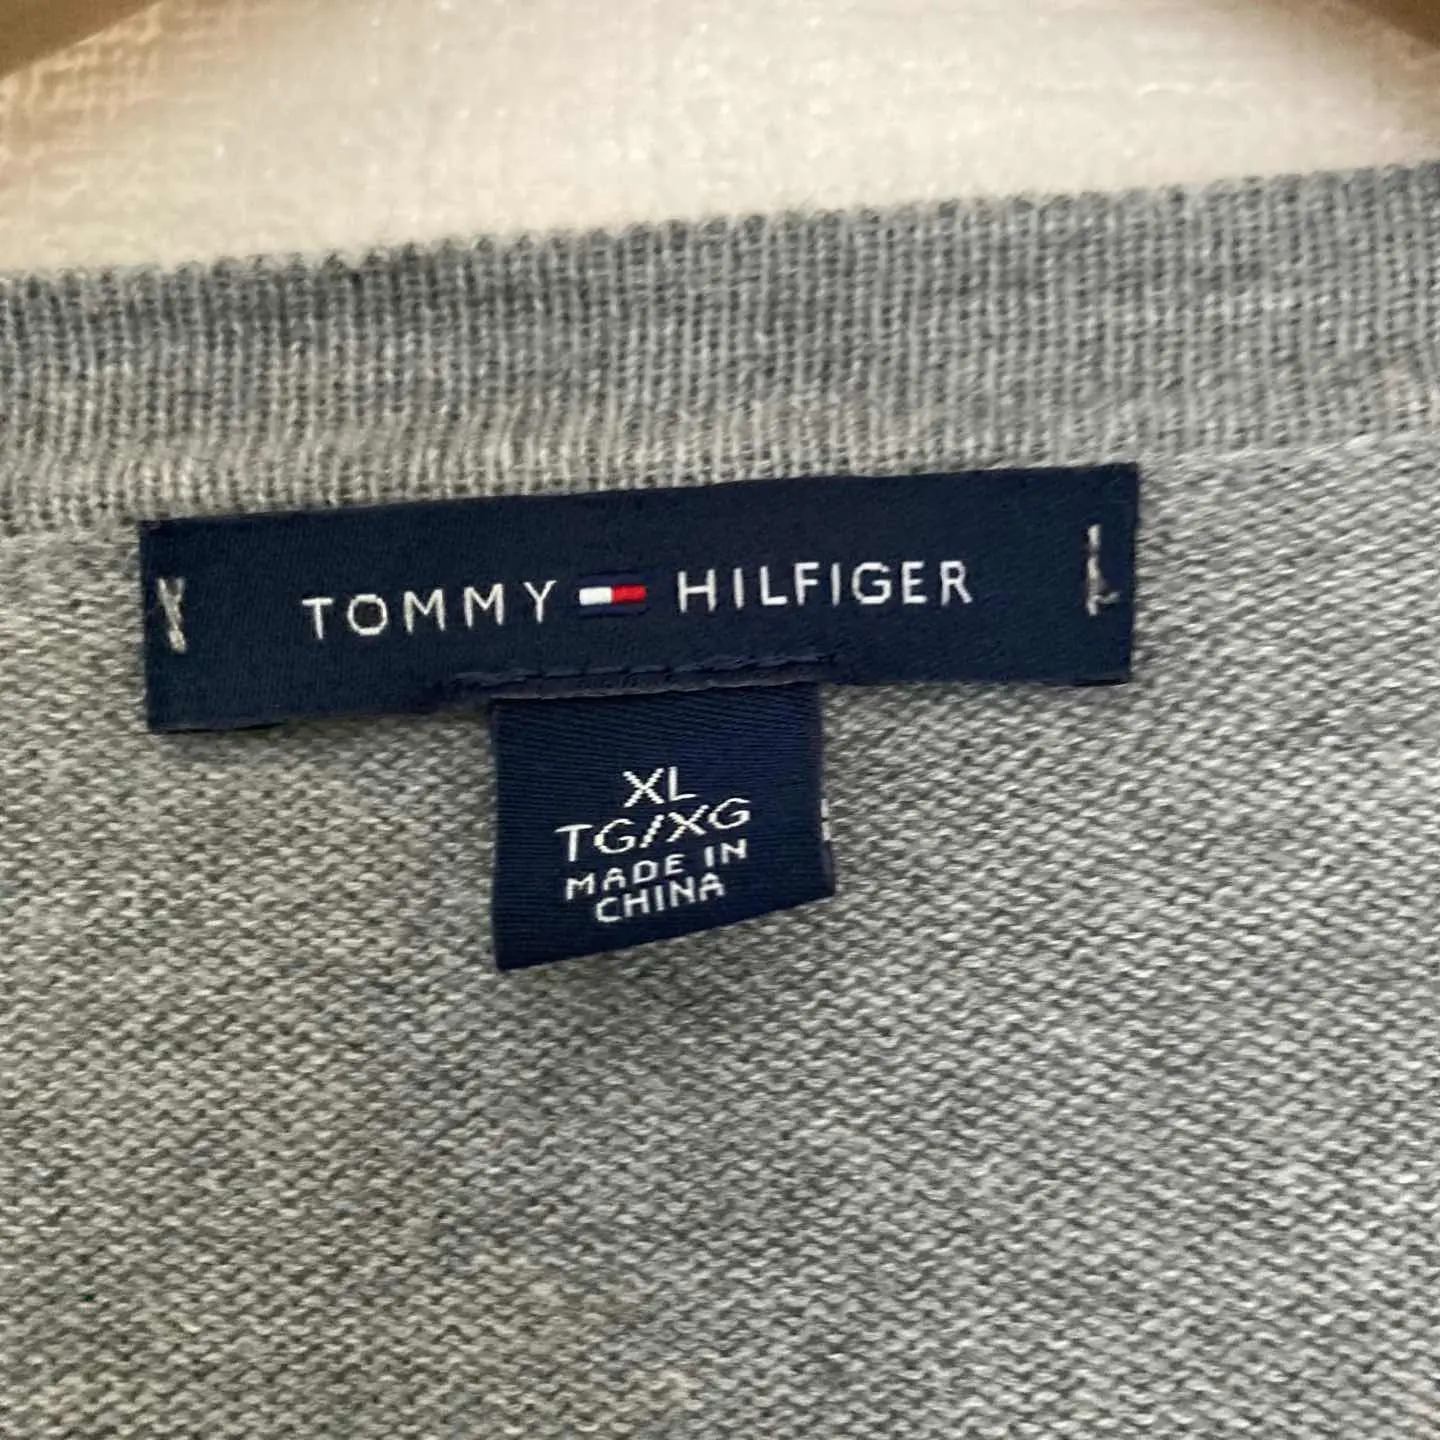 TOMMY HILFIGER
XL
TG/XG
MADE IN
CHINA